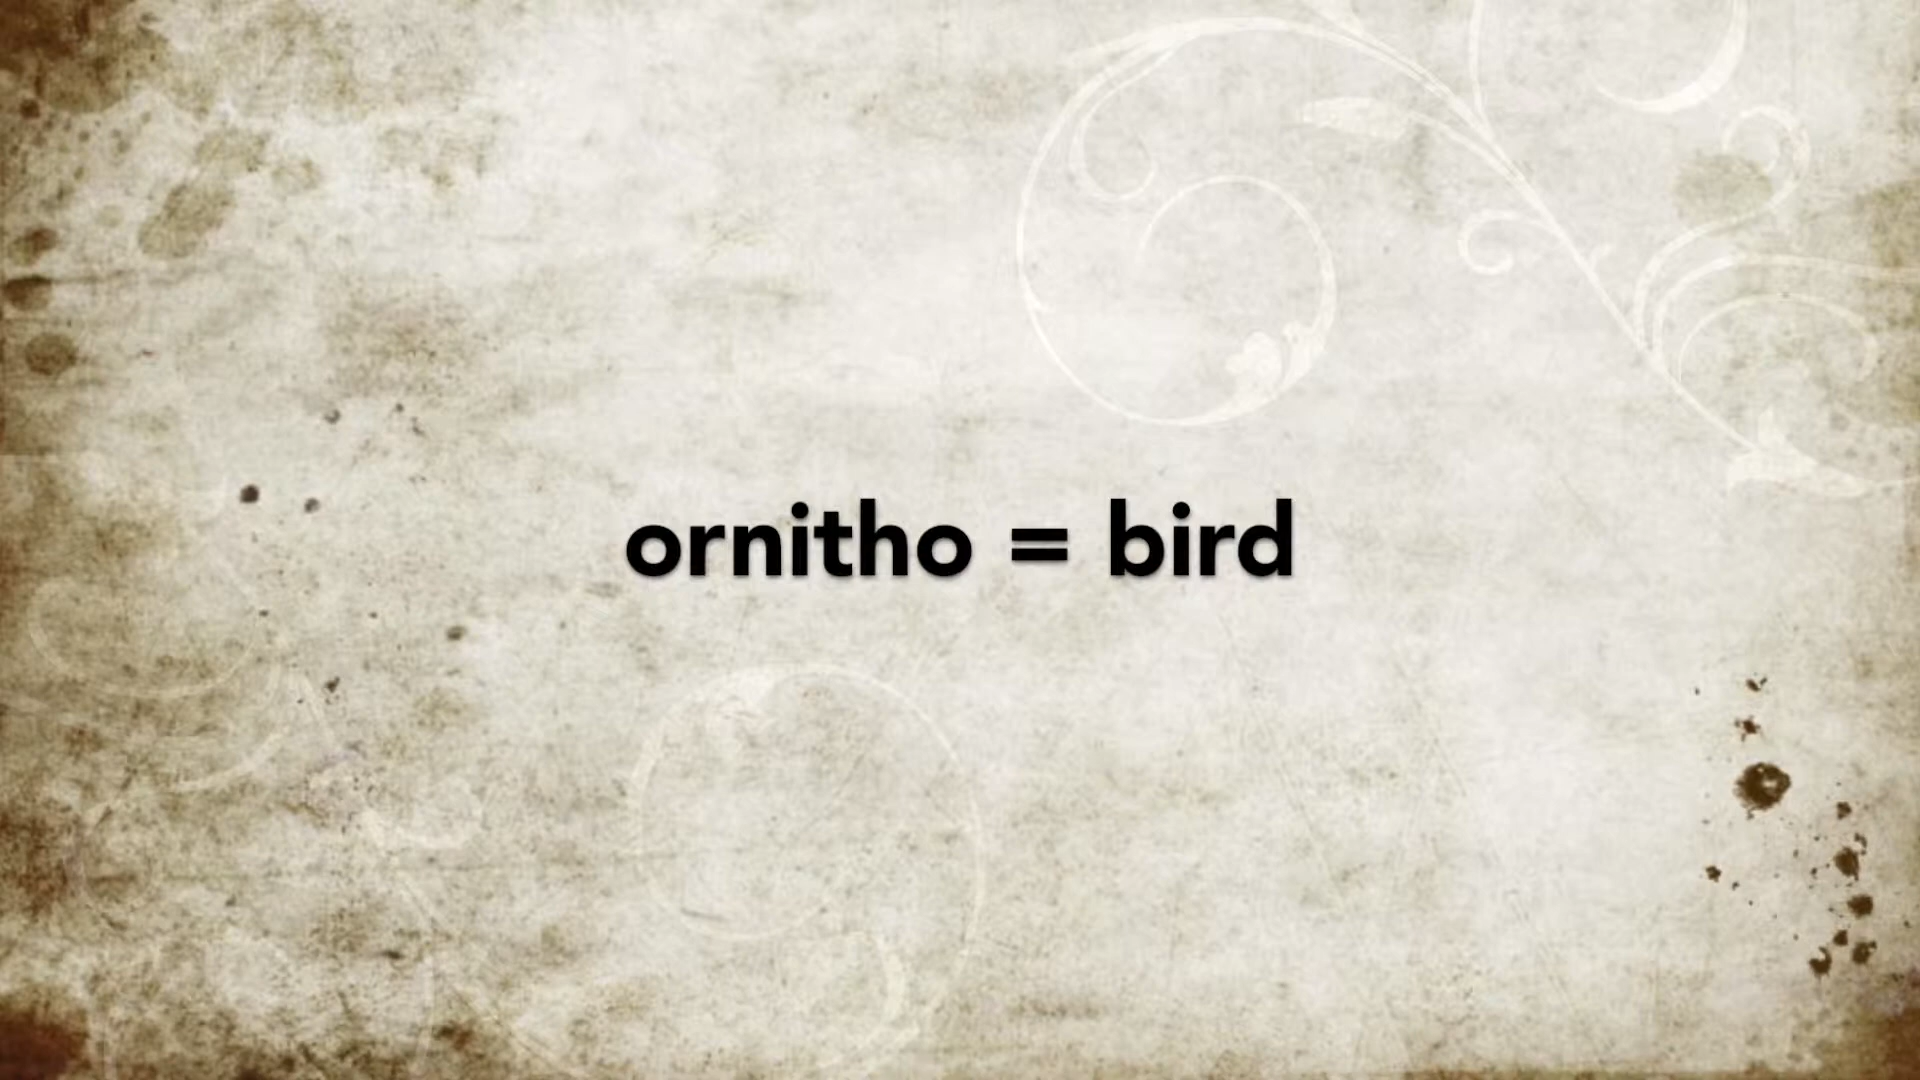 ornitho = bird